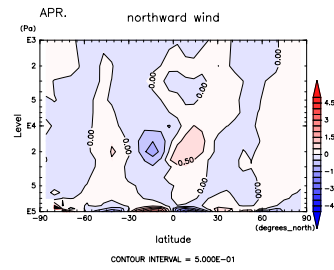 APR.
northward wind
(Pa)
E3
2
5
E4
2
5
E5
Level
0.00
0.00
0.00
0.00
0.00
0.00
0.00
0.50
4.5
3
1.5
0
-1.5
-3
-4
−90 −60 −30 0 30 60 90
(degrees_north)
latitude
CONTOUR INTERVAL = 5.000E−01